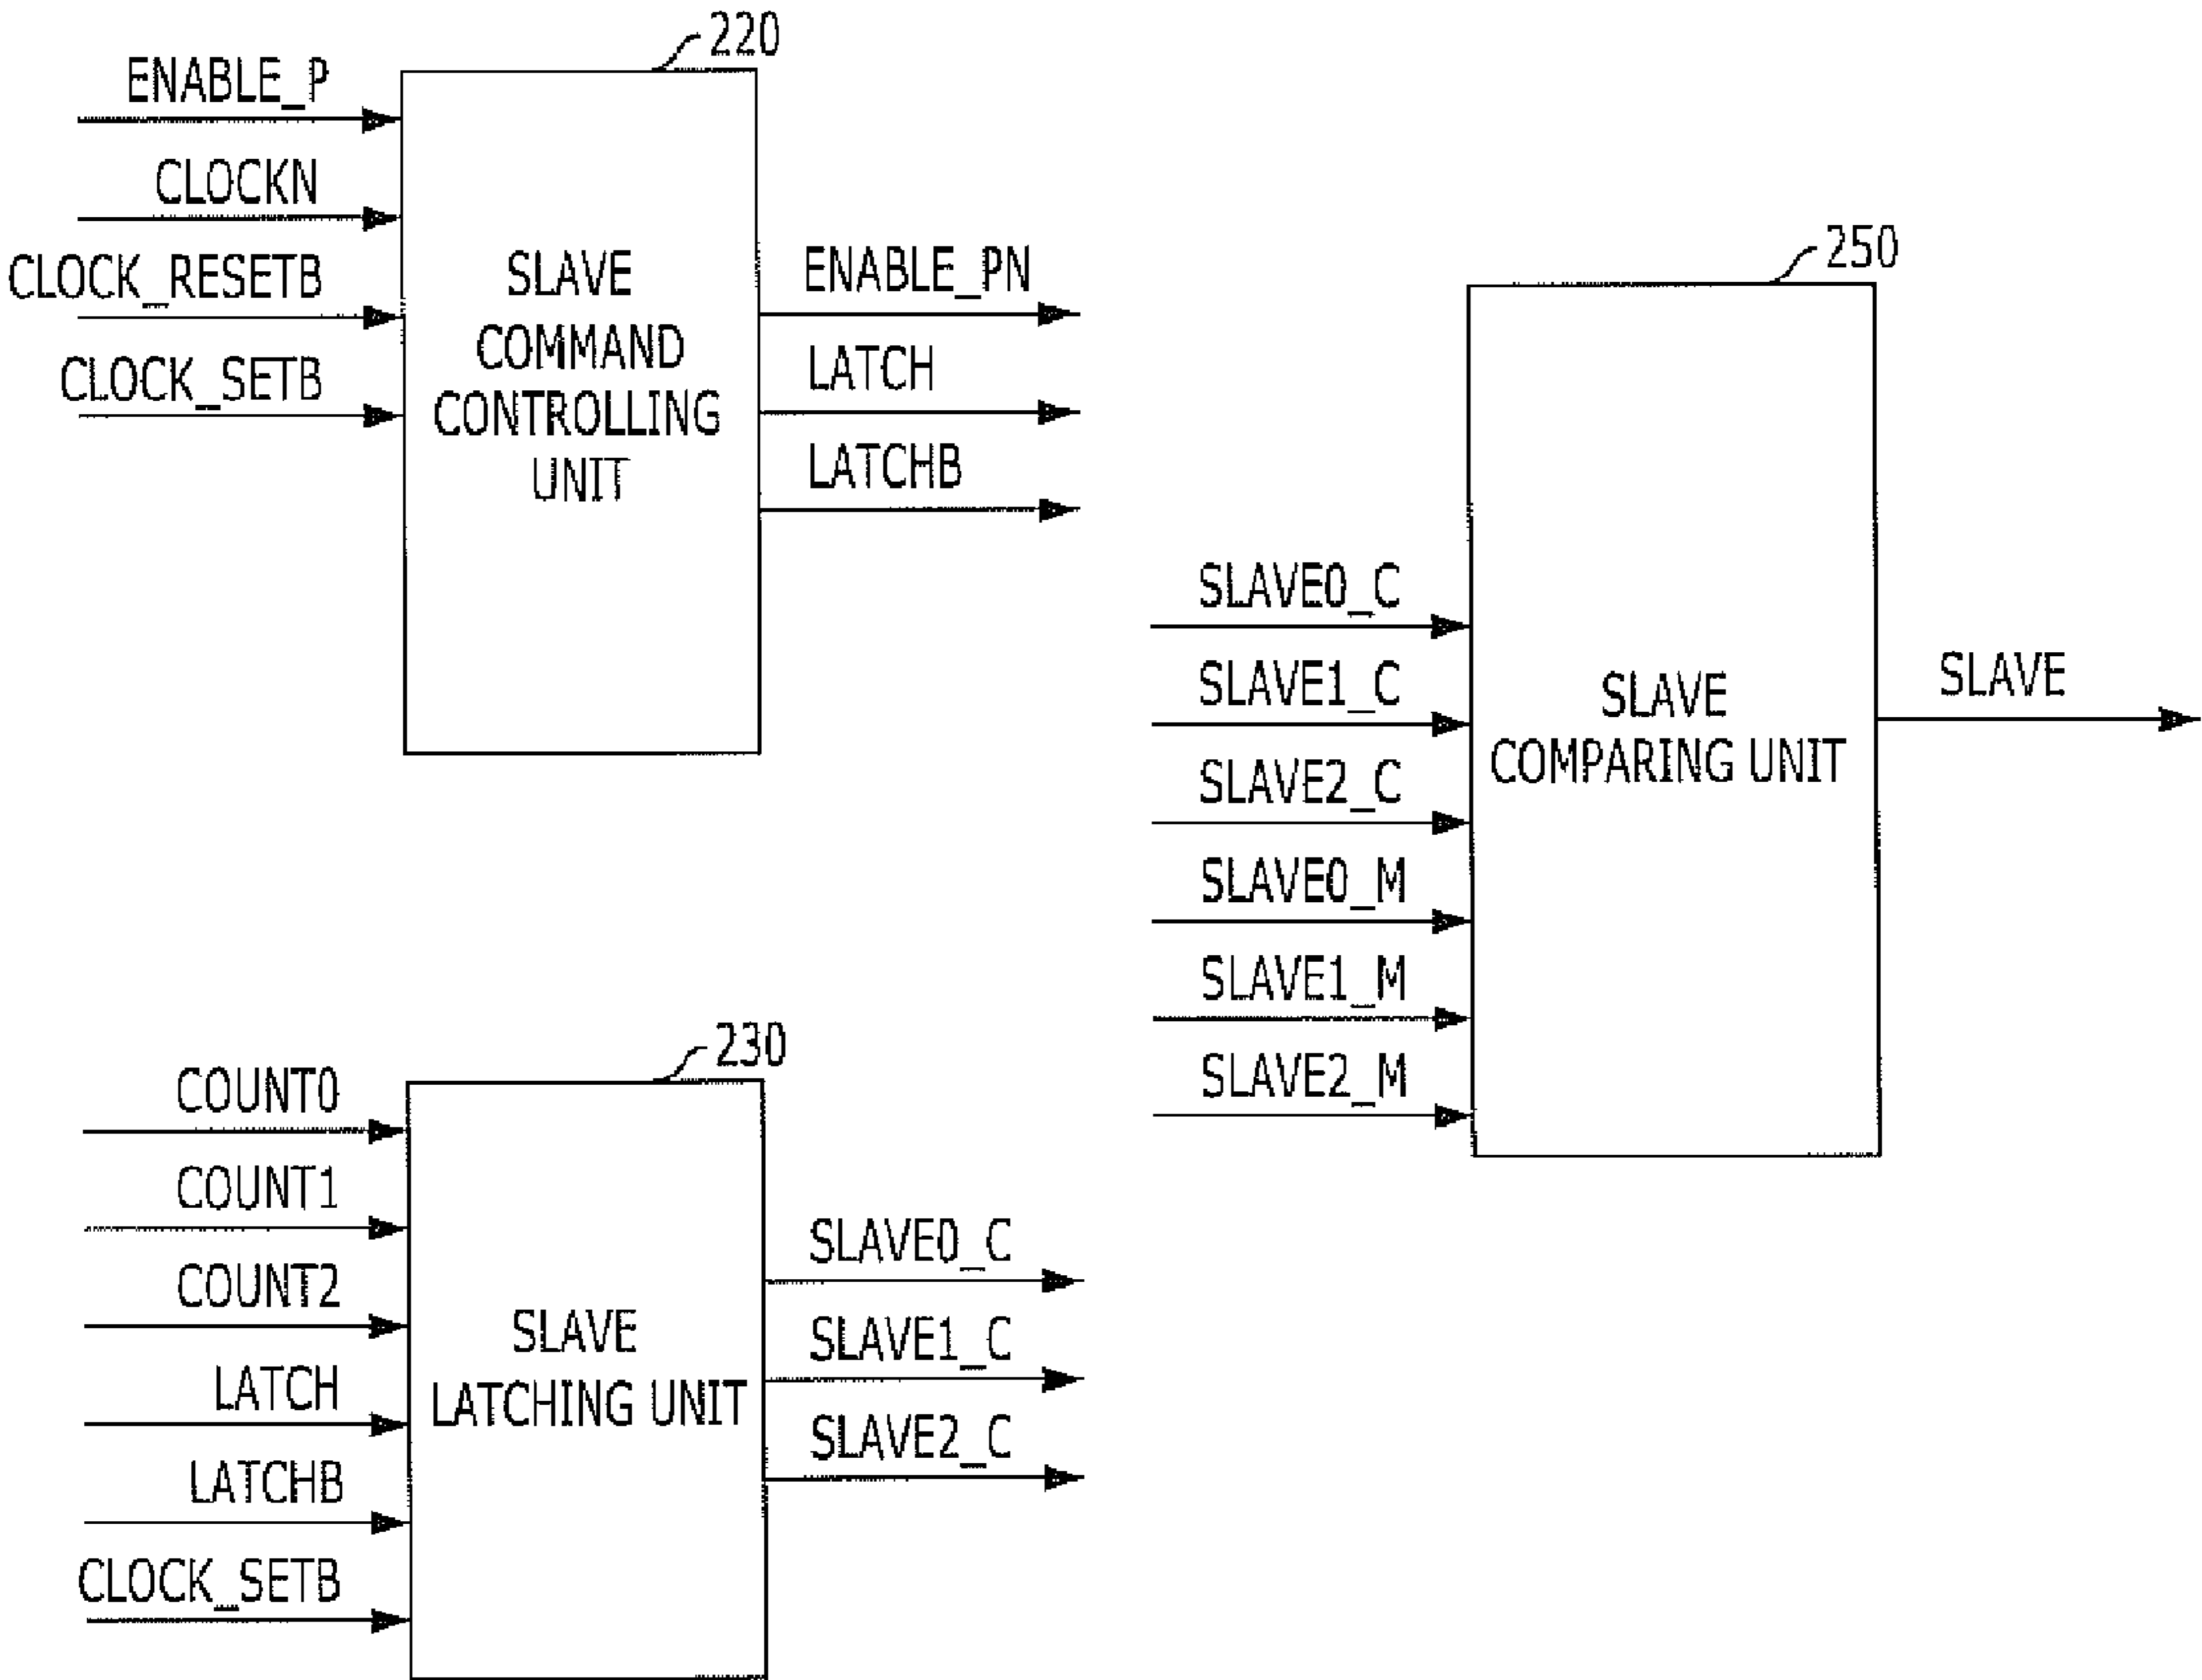 220
ENABLE_P
CLOCKN
CLOCK_RESETB
CLOCK_SETB
SLAVE
COMMAND
CONTROLLING
UNIT
ENABLE_PN
LATCH
LATCHB
250
SLAVE0_C
SLAVE1_C
SLAVE2_C
SLAVE0_M
SLAVE1_M
SLAVE2_M
SLAVE
COMPARING UNIT
SLAVE
230
COUNT0
COUNT1
COUNT2
LATCH
LATCHB
CLOCK_SETB
SLAVE
LATCHING UNIT
SLAVE0_C
SLAVE1_C
SLAVE2_C